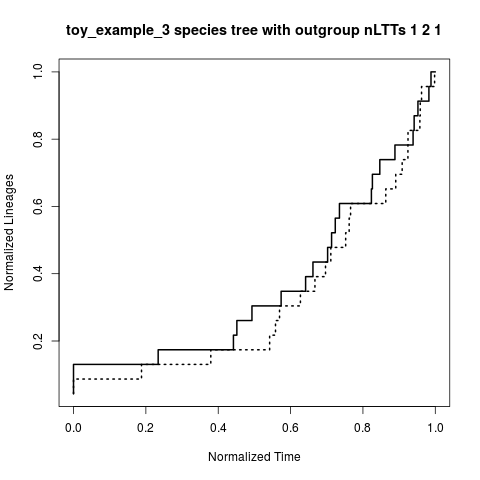 toy_example_3 species tree with outgroup nLTTs 1 2 1
Normalized Lineages
1.0
0.8
0.6
0.4
0.2
0.0 0.2 0.4 0.6 0.8 1.0
Normalized Time